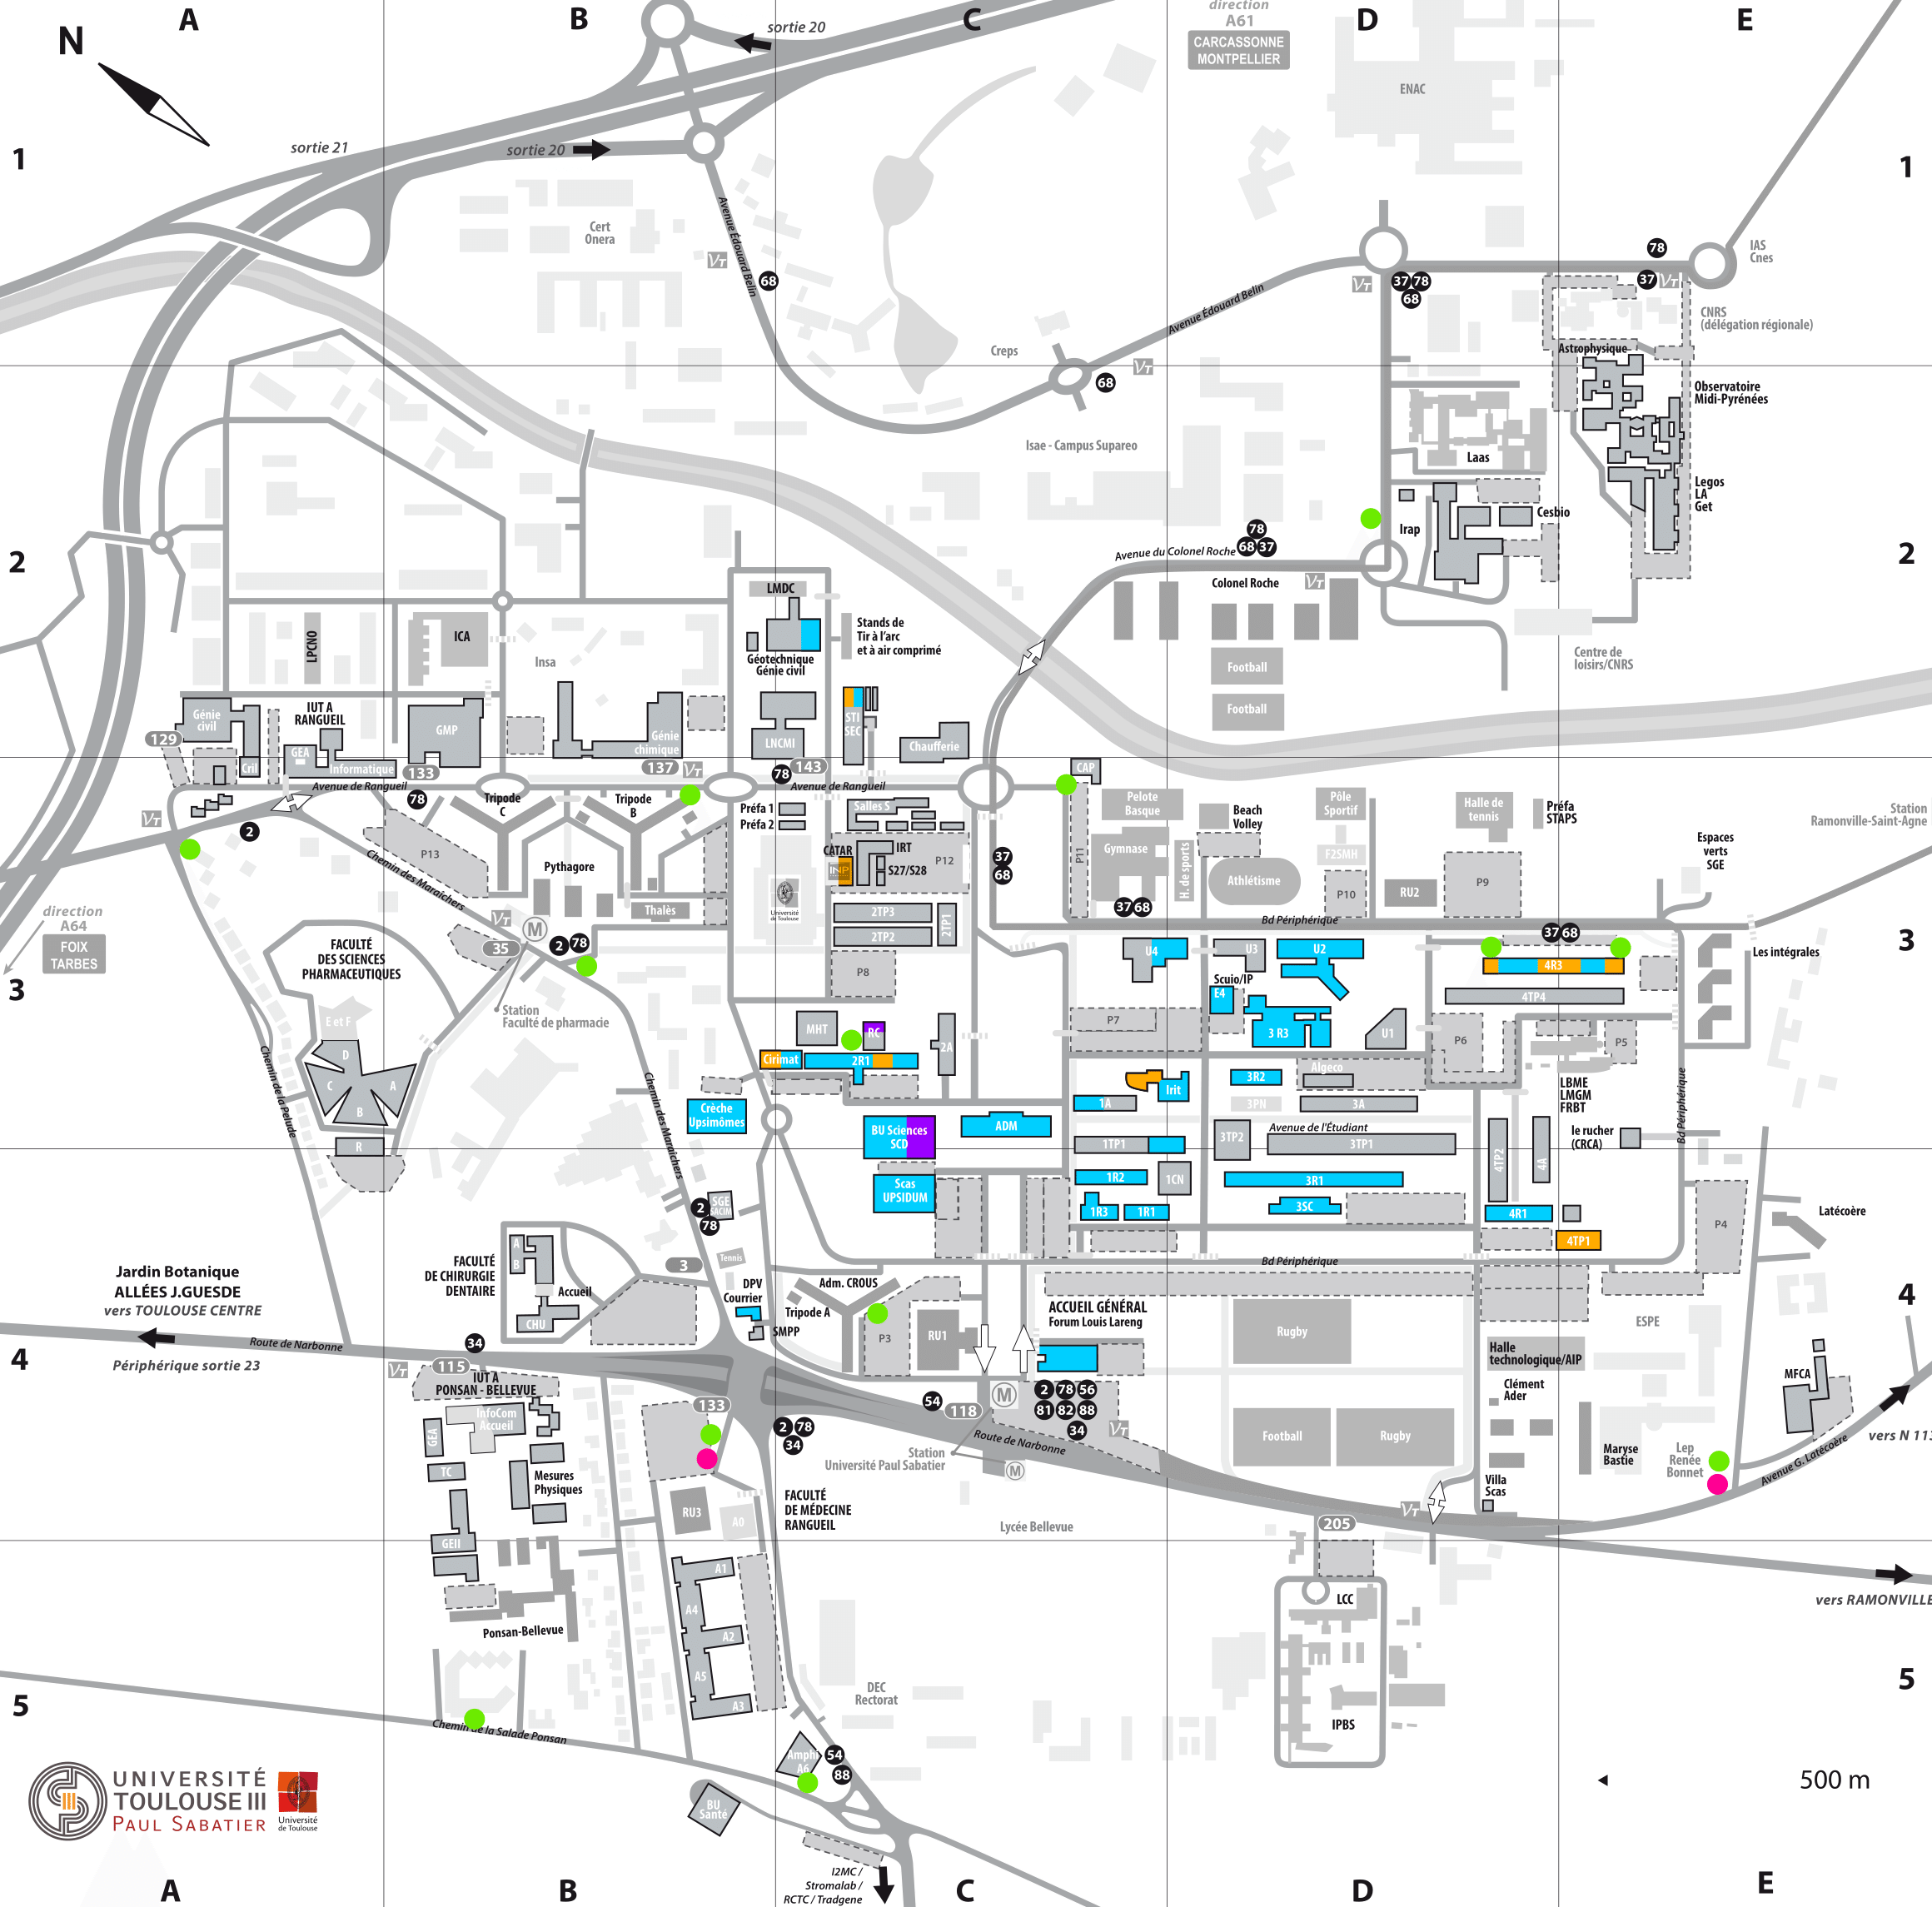 A
B
C
D
E
N
sortie 20
direction
A61
CARCASSONNE
MONTPELLIER
ENAC
1
sortie 21
sortie 20
1
Cert
Onera
Avenue Édouard Belin
VT
68
78
IAS
Cnes
VT
37 78
68
37
VT
Avenue Édouard Belin
CNRS
(délégation régionale)
Creps
Astrophysique
VT
68
Observatoire
Midi-Pyrénées
Isae - Campus Supareo
Laas
Legos
LA
Get
2
Irap
Cesbio
78
68 37
Avenue du Colonel Roche
2
Colonel Roche
VT
LMDC
LPCNO
ICA
Insa
Stands de
Tir à l'arc
et à air comprimé
Géotechnique
Génie civil
Football
Centre de
loisirs/CNRS
Football
IUT A
RANGUEIL
Génie
civil
GMP
STI
SEC
129
GEA
Génie
chimique
LNCMI
Chaufferie
Cril
Informatique
133
137
VT
78
143
CAP
Avenue de Rangueil
Avenue de Rangueil
78
Tripode
C
Tripode
B
Préfa 1
Préfa 2
Salles S
Pelote
Basque
Beach
Volley
Pôle
Sportif
Halle de
tennis
Préfa
STAPS
Station
Ramonville-Saint-Agne
VT
2
P13
Chemin des Maraichers
Pythagore
CATAR
INP
IRT
S27/S28
P12
37
68
P11
Gymnase
H. de sports
F2SMH
Athlétisme
P10
RU2
P9
Espaces
verts
SGE
Université
de Toulouse
Thalès
2TP3
2TP2
2TP1
37 68
Bd Périphérique
direction
A64
FOIX
TARBES
VT
M
35
2 78
37 68
3
FACULTÉ
DES SCIENCES
PHARMACEUTIQUES
U4
U3
U2
4R3
Les intégrales
3
P8
Scuio/IP
E4
4TP4
Station
Faculté de pharmacie
E et F
MHT
RC
2A
P7
3 R3
U1
P6
P5
D
C
A
B
Chemin de la Pelude
Cirimat
2R1
Irit
3R2
Algeco
LBME
LMGM
FRBT
Chemin des Maraichers
Crèche
Upsimômes
1A
3PN
3A
Bd Périphérique
BU Sciences
SCD
ADM
Avenue de l'Étudiant
le rucher
(CRCA)
R
1TP1
3TP2
3TP1
4TP2
4A
Scas
UPSIDUM
1R2
1CN
3R1
2
78
SGE
SACIM
1R3
1R1
3SC
4R1
P4
Latécoère
4TP1
Tennis
FACULTÉ
DE CHIRURGIE
DENTAIRE
A
B
Accueil
CHU
3
Bd Périphérique
Jardin Botanique
ALLÉES J.GUESDE
vers TOULOUSE CENTRE
DPV
Courrier
Adm. CROUS
Tripode A
SMPP
P3
RU1
ACCUEIL GÉNÉRAL
Forum Louis Lareng
Rugby
ESPE
4
Halle
technologique/AIP
4
Route de Narbonne
34
Périphérique sortie 23
VT
115
IUT A
PONSAN - BELLEVUE
MFCA
Clément
Ader
M
2 78 56
81 82 88
34
54
118
133
InfoCom
Accueil
GEA
2 78
34
Route de Narbonne
VT
Football
Rugby
vers N 113
Station
Université Paul Sabatier
M
Maryse
Bastie
Lep
Renée
Bonnet
Avenue G. Latécoère
TC
Mesures
Physiques
Villa
Scas
FACULTÉ
DE MÉDECINE
RANGUEIL
RU3
A0
Lycée Bellevue
VT
205
GEII
A1
vers RAMONVILLE
LCC
A4
Ponsan-Bellevue
A2
A5
DEC
Rectorat
5
5
A3
IPBS
Chemin de la Salade Ponsan
Amphi
A6
54
88
500 m
UNIVERSITÉ
TOULOUSE III
PAUL SABATIER
Université
de Toulouse
BU
Santé
I2MC /
Stromalab /
RCTC / Tradgene
A
B
C
D
E